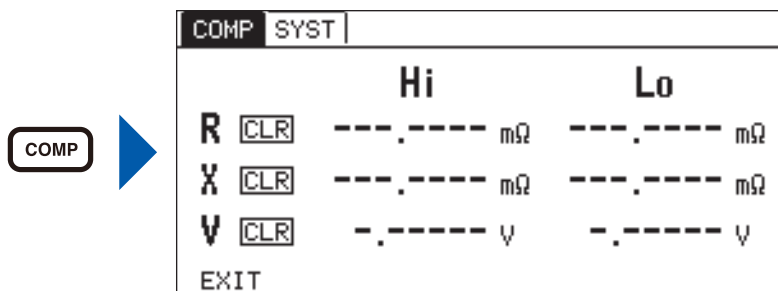 COMP SYST
Hi Lo
COMP
R CLR ---.---- mΩ ---.---- mΩ
X CLR ---.---- mΩ ---.---- mΩ
V CLR -.----- V -.----- V
EXIT